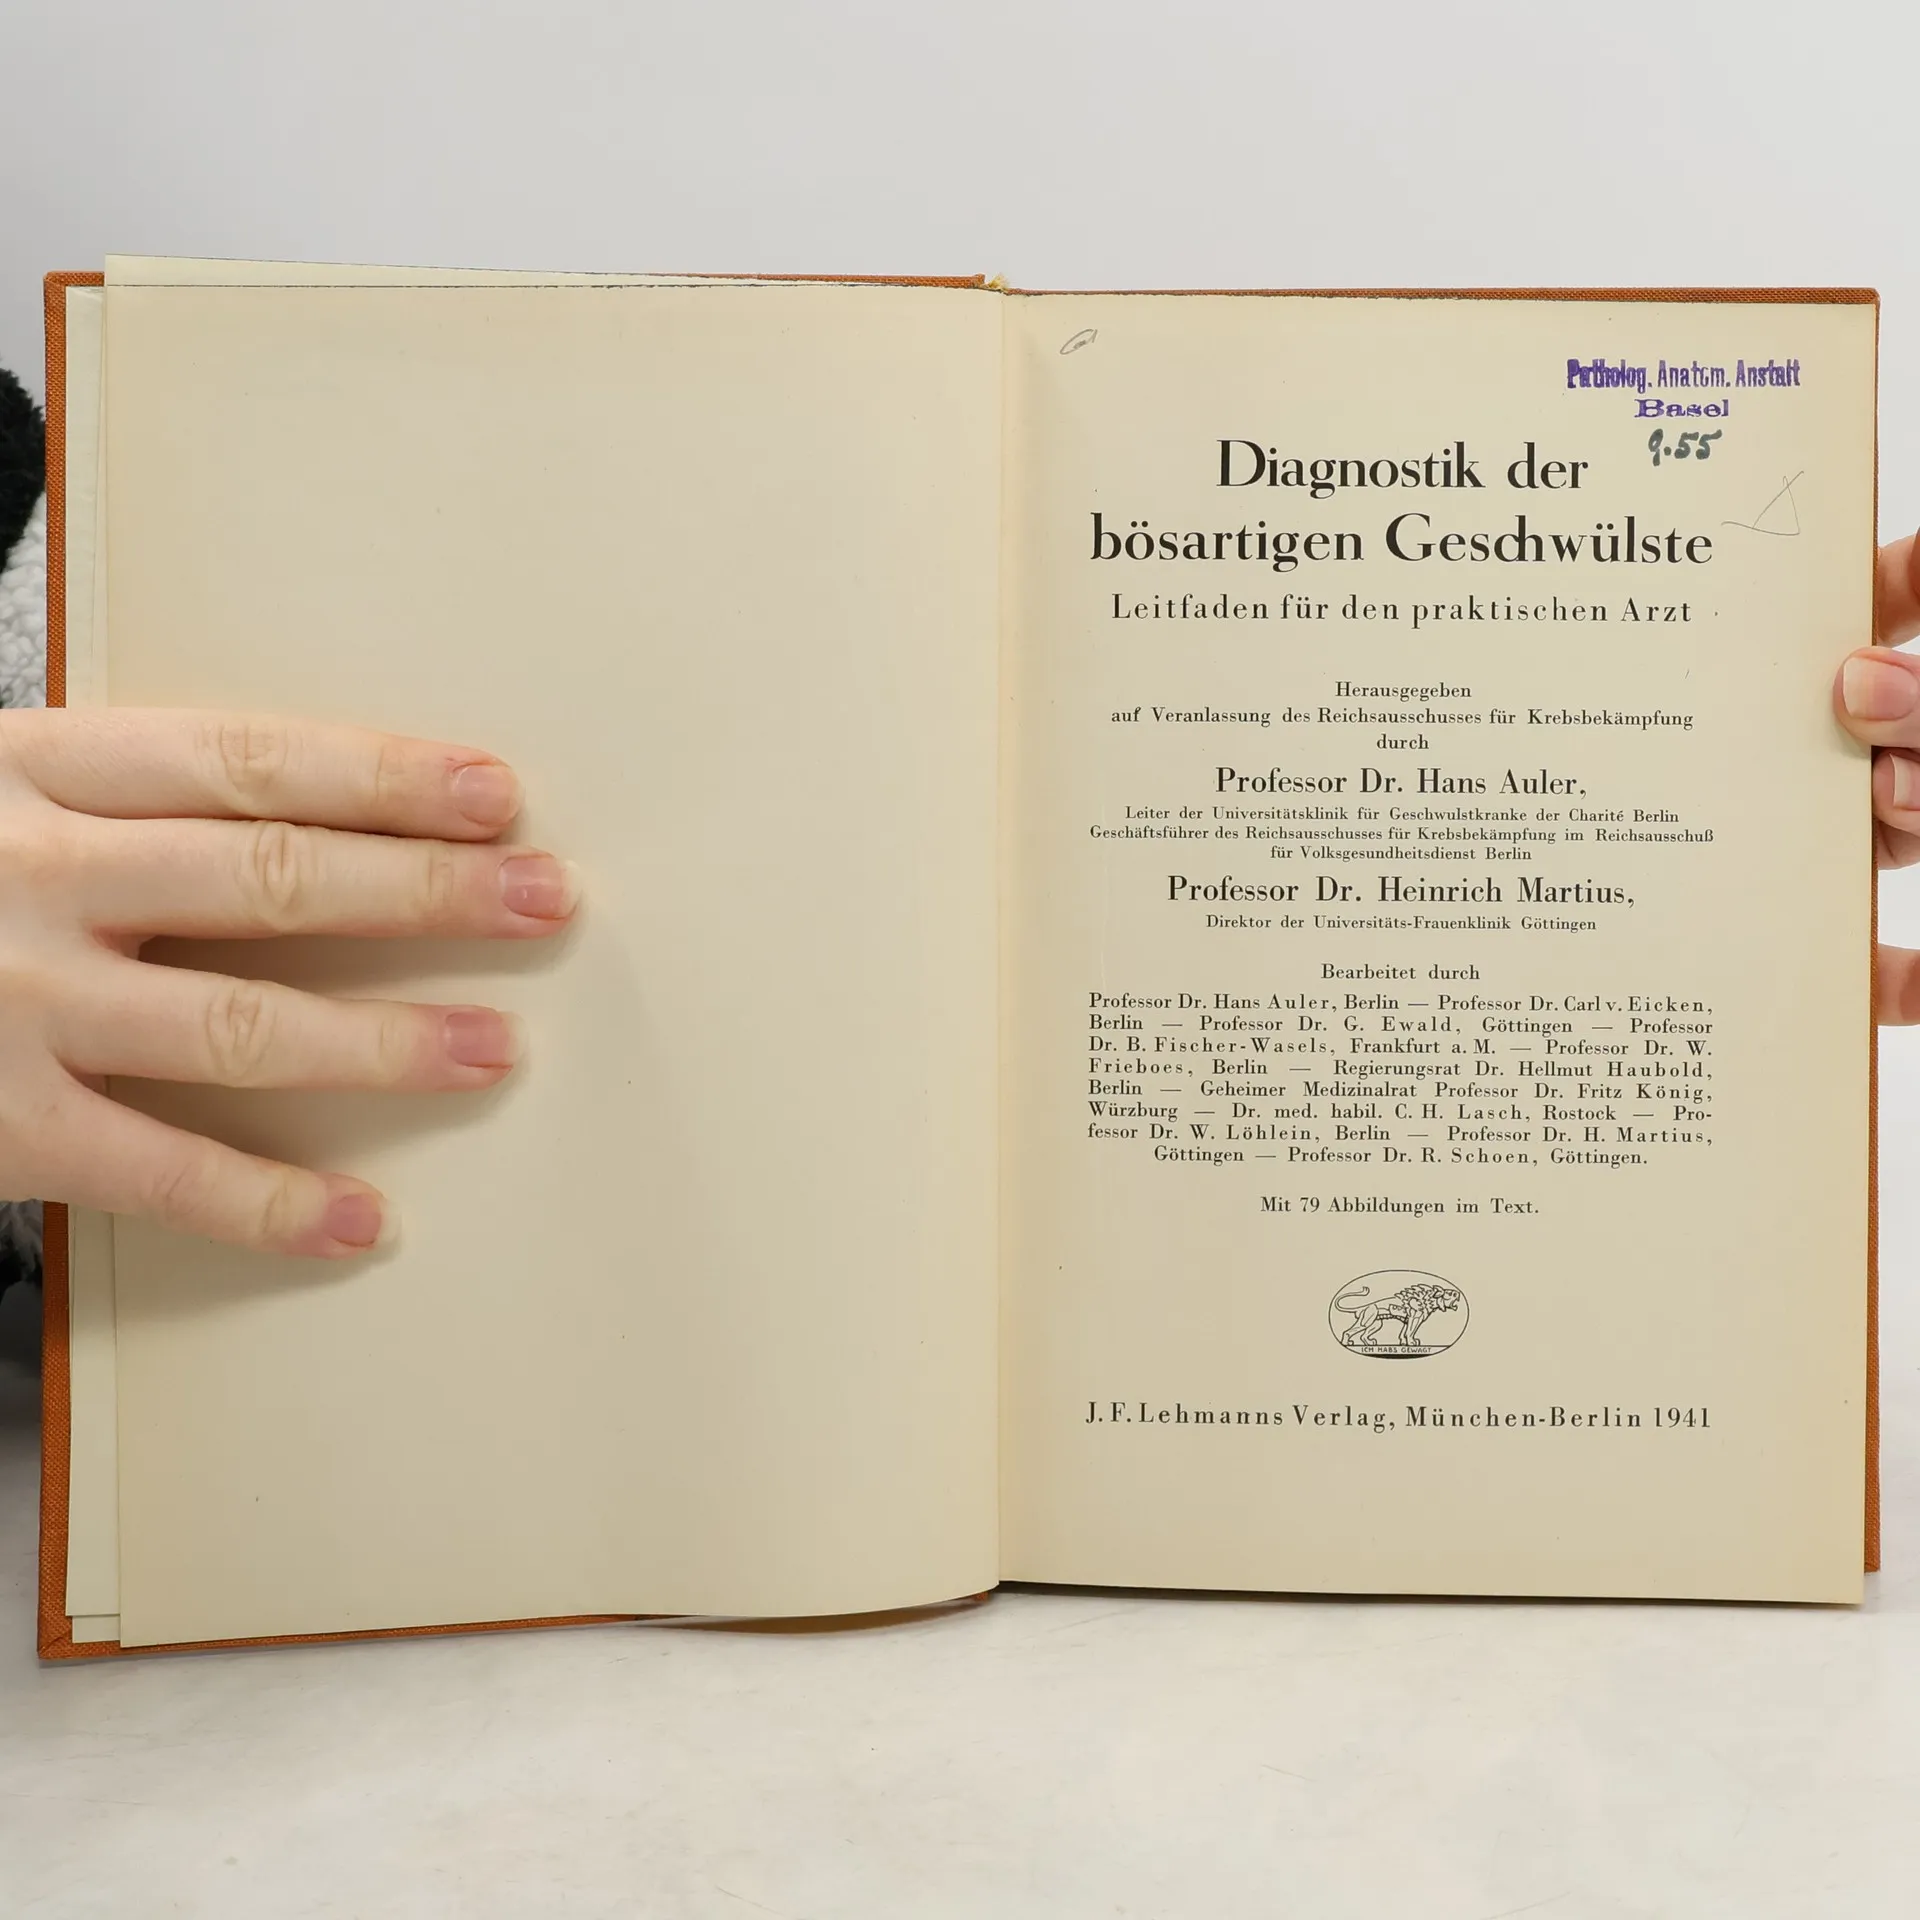 Patholog. Anatom. Anstalt
Basel
9.55
Diagnostik der
bösartigen Geschwülste
Leitfaden für den praktischen Arzt
Herausgegeben
auf Veranlassung des Reichsausschusses für Krebsbekämpfung
durch
Professor Dr. Hans Auler,
Leiter der Universitätsklinik für Geschwulstkranke der Charité Berlin
Geschäftsführer des Reichsausschusses für Krebsbekämpfung im Reichsausschuß
für Volksgesundheitsdienst Berlin
Professor Dr. Heinrich Martius,
Direktor der Universitäts-Frauenklinik Göttingen
Bearbeitet durch
Professor Dr. Hans Auler, Berlin — Professor Dr. Carl v. Eicken,
Berlin — Professor Dr. G. Ewald, Göttingen — Professor
Dr. B. Fischer-Wasels, Frankfurt a. M. — Professor Dr. W.
Frieboes, Berlin — Regierungsrat Dr. Hellmut Haubold,
Berlin — Geheimer Medizinalrat Professor Dr. Fritz König,
Würzburg — Dr. med. habil. C. H. Lasch, Rostock — Pro-
fessor Dr. W. Löhlein, Berlin — Professor Dr. H. Martius,
Göttingen — Professor Dr. R. Schoen, Göttingen.
Mit 79 Abbildungen im Text.
ICH HABS GEWAGT
J. F. Lehmanns Verlag, München-Berlin 1941